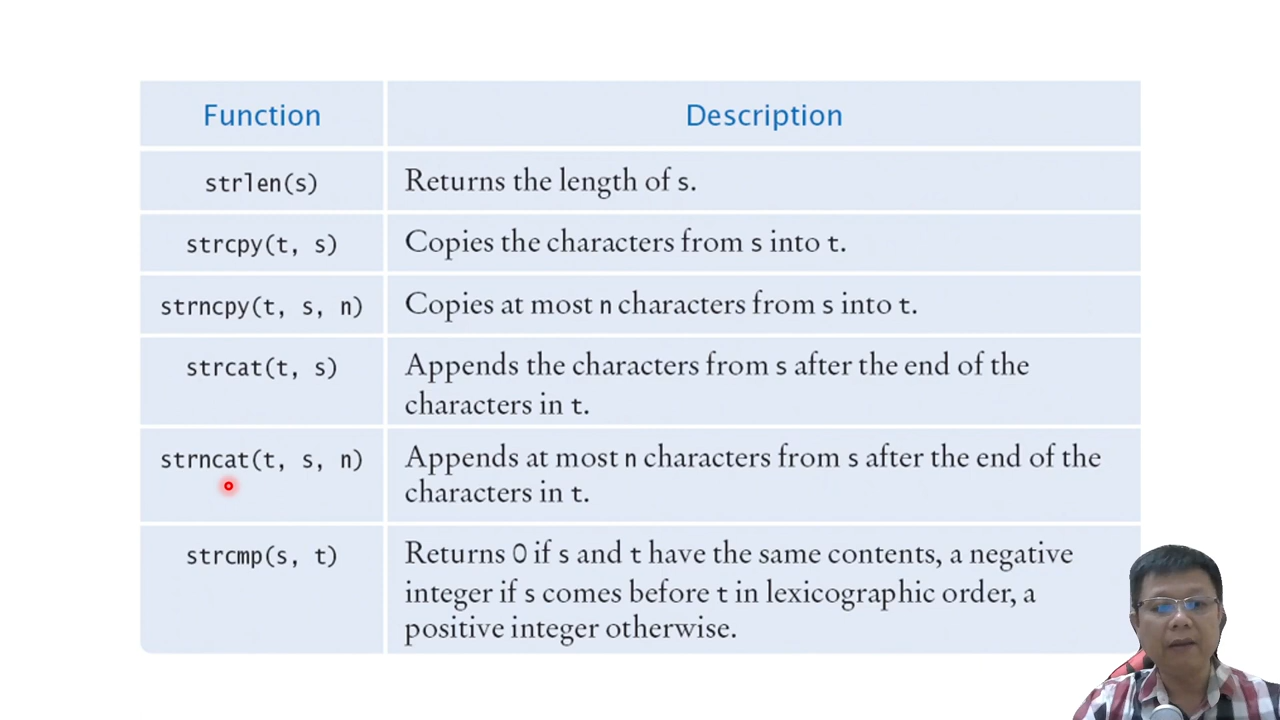 Function Description
strlen(s) Returns the length of s.
strcpy(t, s) Copies the characters from s into t.
strncpy(t, s, n) Copies at most n characters from s into t.
strcat(t, s) Appends the characters from s after the end of the
characters in t.
strncat(t, s, n) Appends at most n characters from s after the end of the
characters in t.
strcmp(s, t) Returns 0 if s and t have the same contents, a negative
integer if s comes before t in lexicographic order, a
positive integer otherwise.